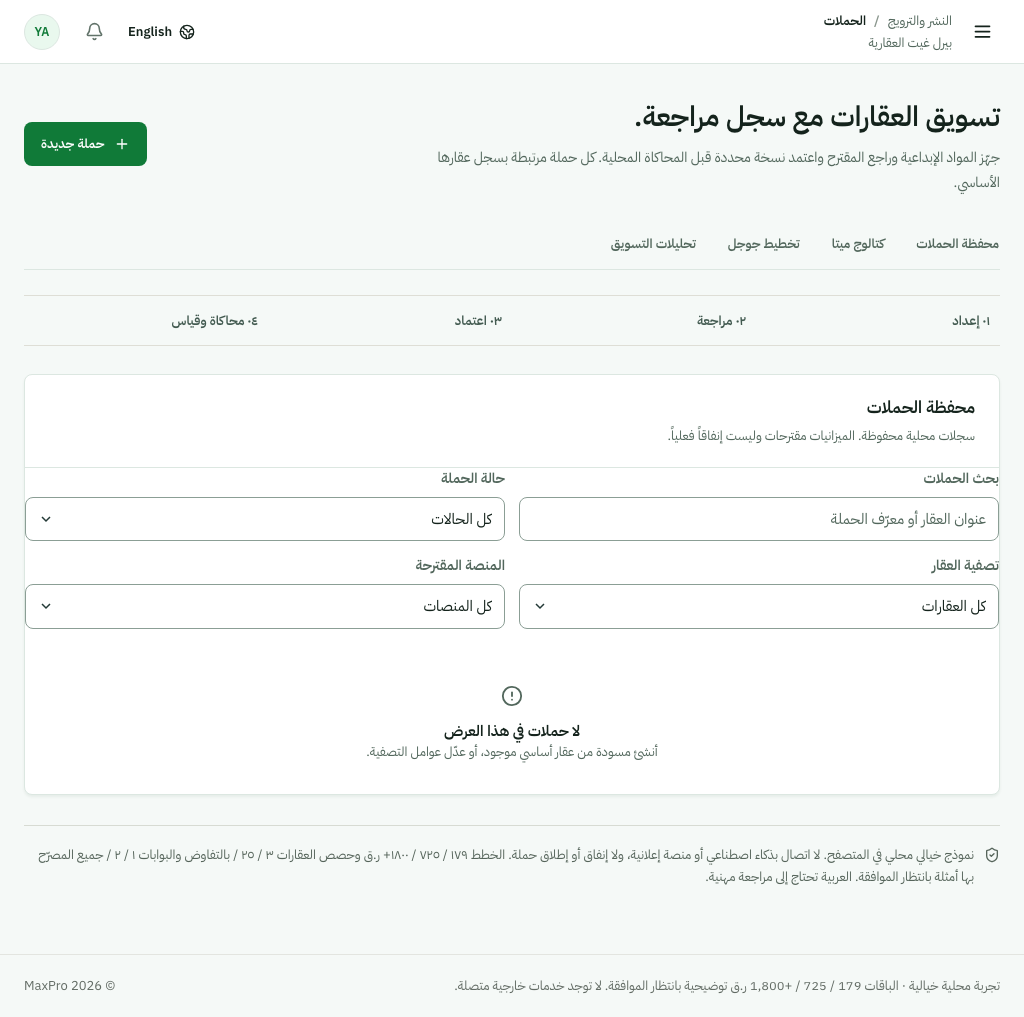 النشر والترويج / الحملات
بيرل غيت العقارية
English
YA
تسويق العقارات مع سجل مراجعة.
جهّز المواد الإبداعية وراجع المقترح واعتمد نسخة محددة قبل المحاكاة المحلية. كل حملة مرتبطة بسجل عقارها
الأساسي.
حملة جديدة
محفظة الحملات
كتالوج ميتا
تخطيط جوجل
تحليلات التسويق
٠١ إعداد
٠٢ مراجعة
٠٣ اعتماد
٠٤ محاكاة وقياس
محفظة الحملات
سجلات محلية محفوظة. الميزانيات مقترحات وليست إنفاقاً فعلياً.
بحث الحملات
حالة الحملة
عنوان العقار أو معرّف الحملة
كل الحالات
تصفية العقار
المنصة المقترحة
كل العقارات
كل المنصات
لا حملات في هذا العرض
أنشئ مسودة من عقار أساسي موجود، أو عدّل عوامل التصفية.
نموذج خيالي محلي في المتصفح. لا اتصال بذكاء اصطناعي أو منصة إعلانية، ولا إنفاق أو إطلاق حملة. الخطط ١٧٩ / ٧٢٥ / ١٨٠٠+ ر.ق وحصص العقارات ٣ / ٢٥ / بالتفاوض والبوابات ١ / ٢ / جميع المصرّح
بها أمثلة بانتظار الموافقة. العربية تحتاج إلى مراجعة مهنية.
تجربة محلية خيالية · الباقات 179 / 725 / 1,800+ ر.ق توضيحية بانتظار الموافقة. لا توجد خدمات خارجية متصلة.
MaxPro 2026 ©